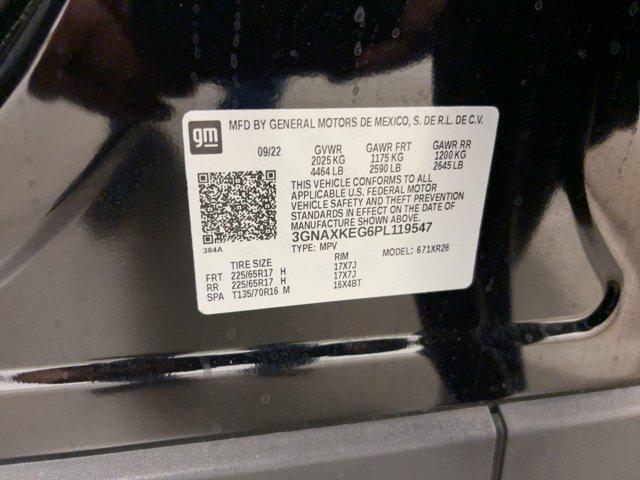 gm
MFD BY GENERAL MOTORS DE MEXICO, S. DE R.L. DE C.V.
09/22 GVWR GAWR FRT GAWR RR
2025 KG 1175 KG 1200 KG
4464 LB 2590 LB 2645 LB
THIS VEHICLE CONFORMS TO ALL
APPLICABLE U.S. FEDERAL MOTOR
VEHICLE SAFETY AND THEFT PREVENTION
STANDARDS IN EFFECT ON THE DATE OF
MANUFACTURE SHOWN ABOVE.
3GNAXKEG6PL119547
384A
TYPE: MPV MODEL: 671XR26
TIRE SIZE RIM
FRT 225/65R17 H 17X7J
RR 225/65R17 H 17X7J
SPA T135/70R16 M 16X4BT